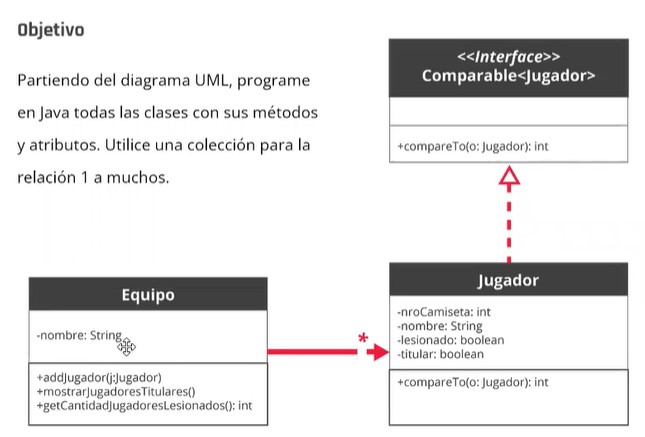 Objetivo
Partiendo del diagrama UML, programe
en Java todas las clases con sus métodos
y atributos. Utilice una colección para la
relación 1 a muchos.
<<Interface>>
Comparable<Jugador>
+compareTo(o: Jugador): int
Equipo
-nombre: String
+addJugador(j:Jugador)
+mostrarJugadoresTitulares()
+getCantidadJugadoresLesionados(): int
*
Jugador
-nroCamiseta: int
-nombre: String
-lesionado: boolean
-titular: boolean
+compareTo(o: Jugador): int